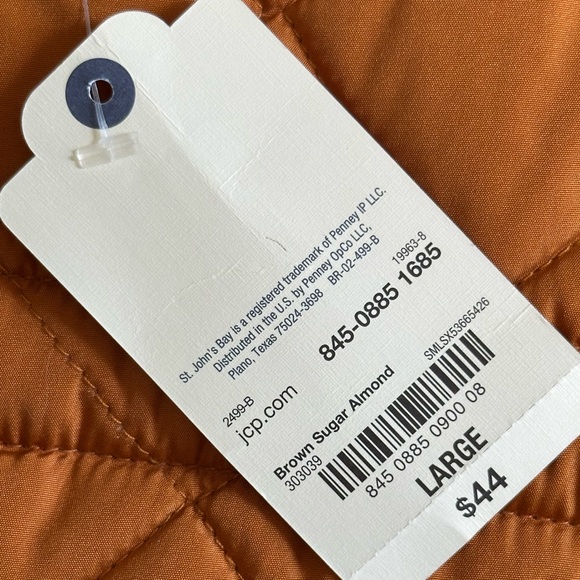 St. John's Bay is a registered trademark of Penney IP LLC.
Distributed in the U.S. by Penney OpCo LLC,
Plano, Texas 75024-3698 BR-02-499-B
19963-8
845-0885 1685
2499-B
jcp.com
SMLSX53665426
Brown Sugar Almond
303039
845 0885 0900 08
LARGE
$44